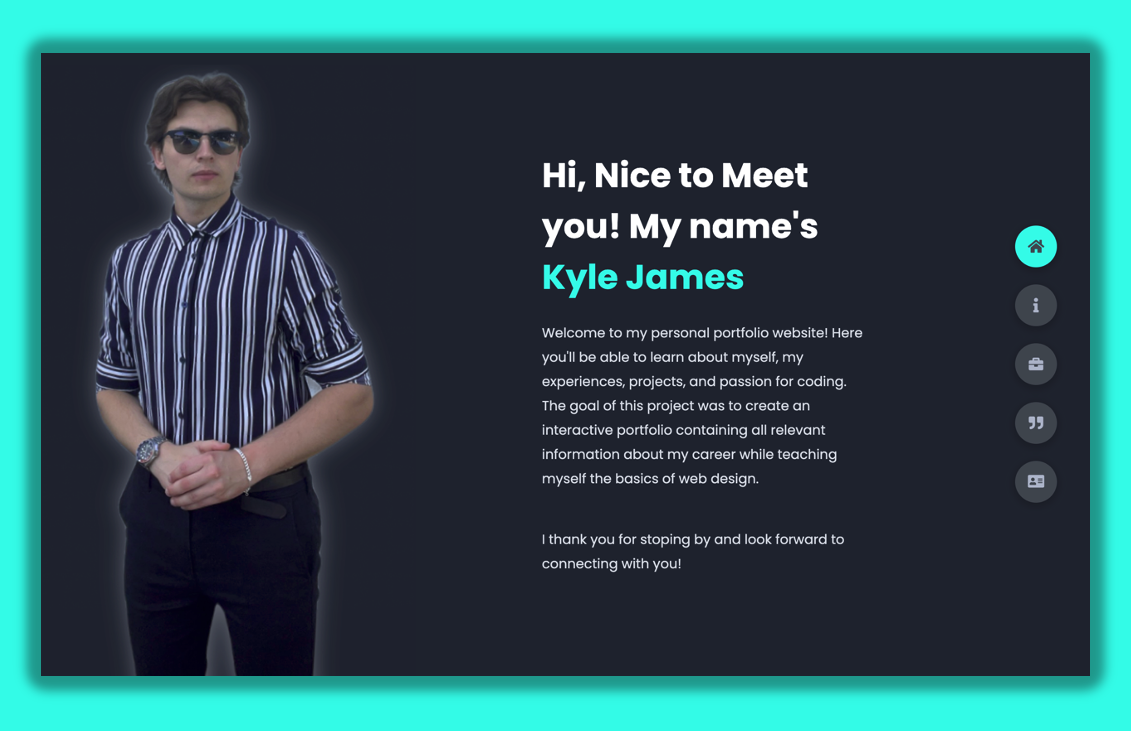 Hi, Nice to Meet
you! My name's
Kyle James
Welcome to my personal portfolio website! Here
you'll be able to learn about myself, my
experiences, projects, and passion for coding.
The goal of this project was to create an
interactive portfolio containing all relevant
information about my career while teaching
myself the basics of web design.
I thank you for stoping by and look forward to
connecting with you!